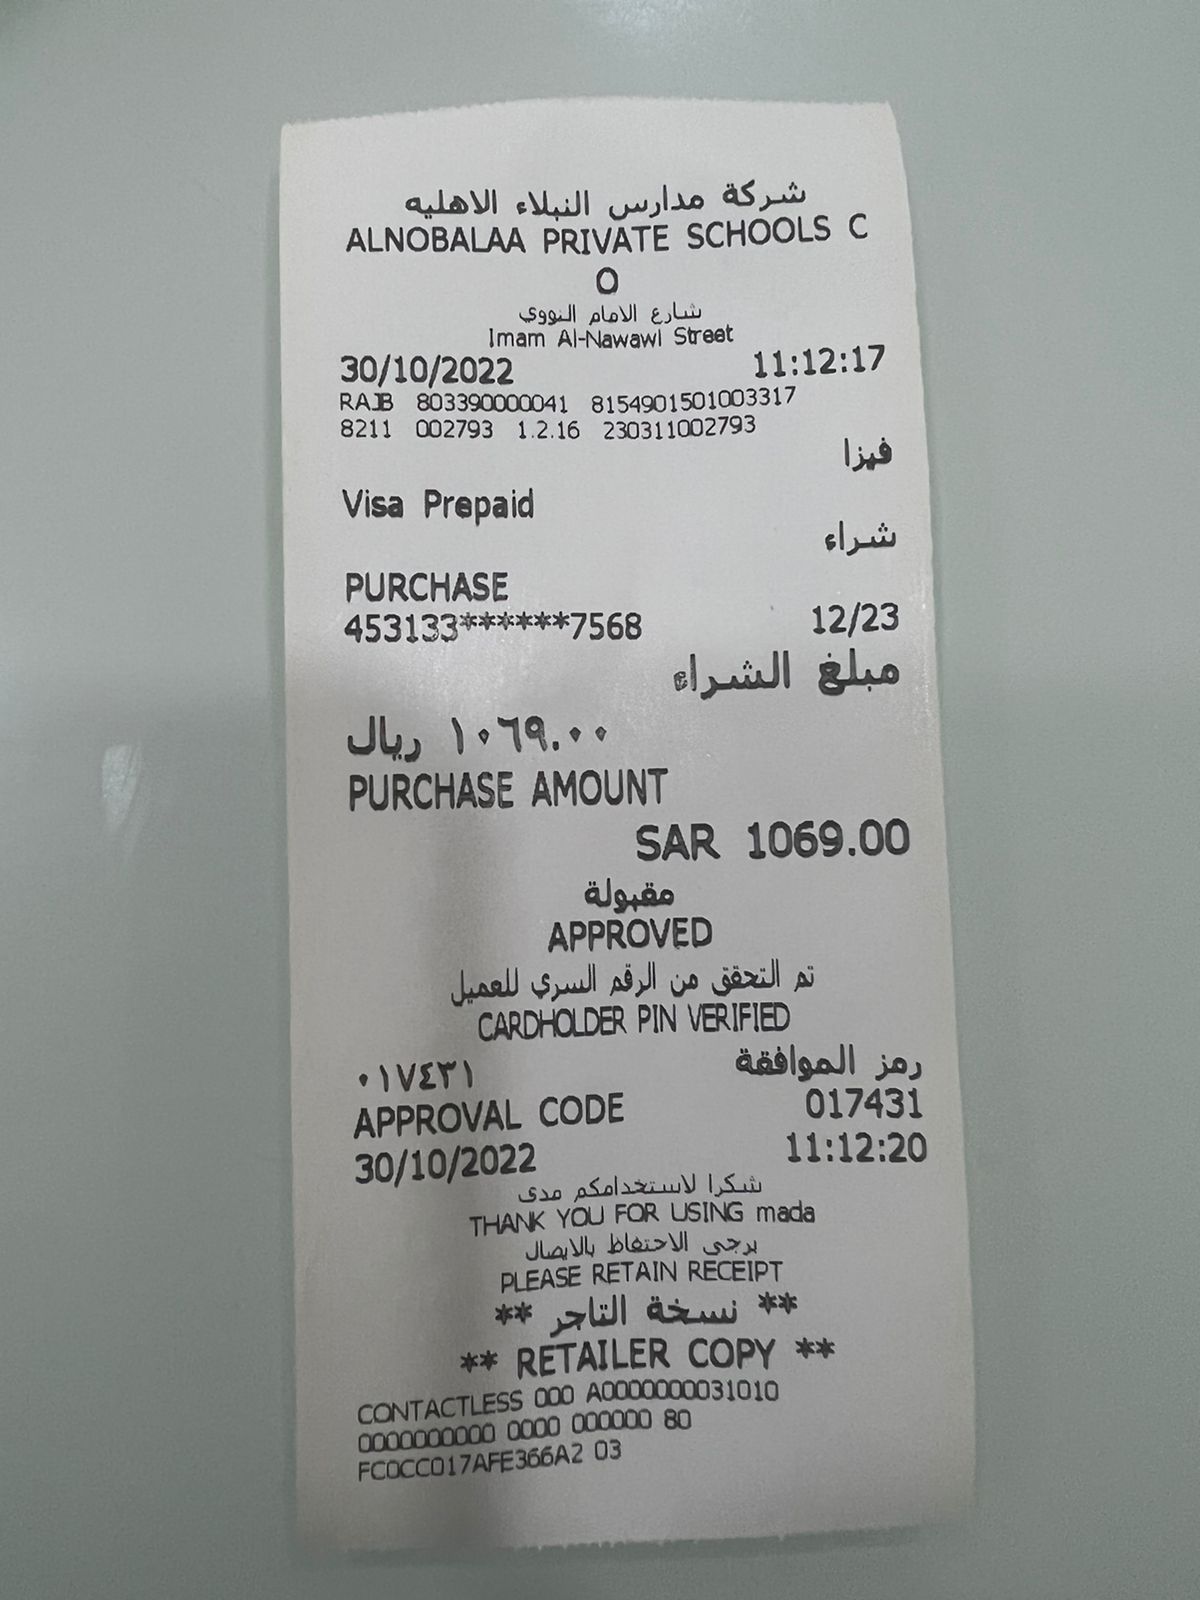 شركة مدارس النبلاء الاهليه
ALNOBALAA PRIVATE SCHOOLS C
O
شارع الامام النووي
Imam Al-Nawawi Street
30/10/2022 11:12:17
RAJB 803390000041 8154901501003317
8211 002793 1.2.16 230311002793
فيزا
Visa Prepaid
شراء
PURCHASE
453133******7568 12/23
مبلغ الشراء
١٠٦٩.٠٠ ريال
PURCHASE AMOUNT
SAR 1069.00
مقبولة
APPROVED
تم التحقق من الرقم السري للعميل
CARDHOLDER PIN VERIFIED
رمز الموافقة ٠١٧٤٣١
APPROVAL CODE 017431
30/10/2022 11:12:20
شكرا لاستخدامكم مدى
THANK YOU FOR USING mada
يرجى الاحتفاظ بالايصال
PLEASE RETAIN RECEIPT
** نسخة التاجر **
** RETAILER COPY **
CONTACTLESS 000 A0000000031010
0000000000 0000 000000 80
FC0CC017AFE366A2 03